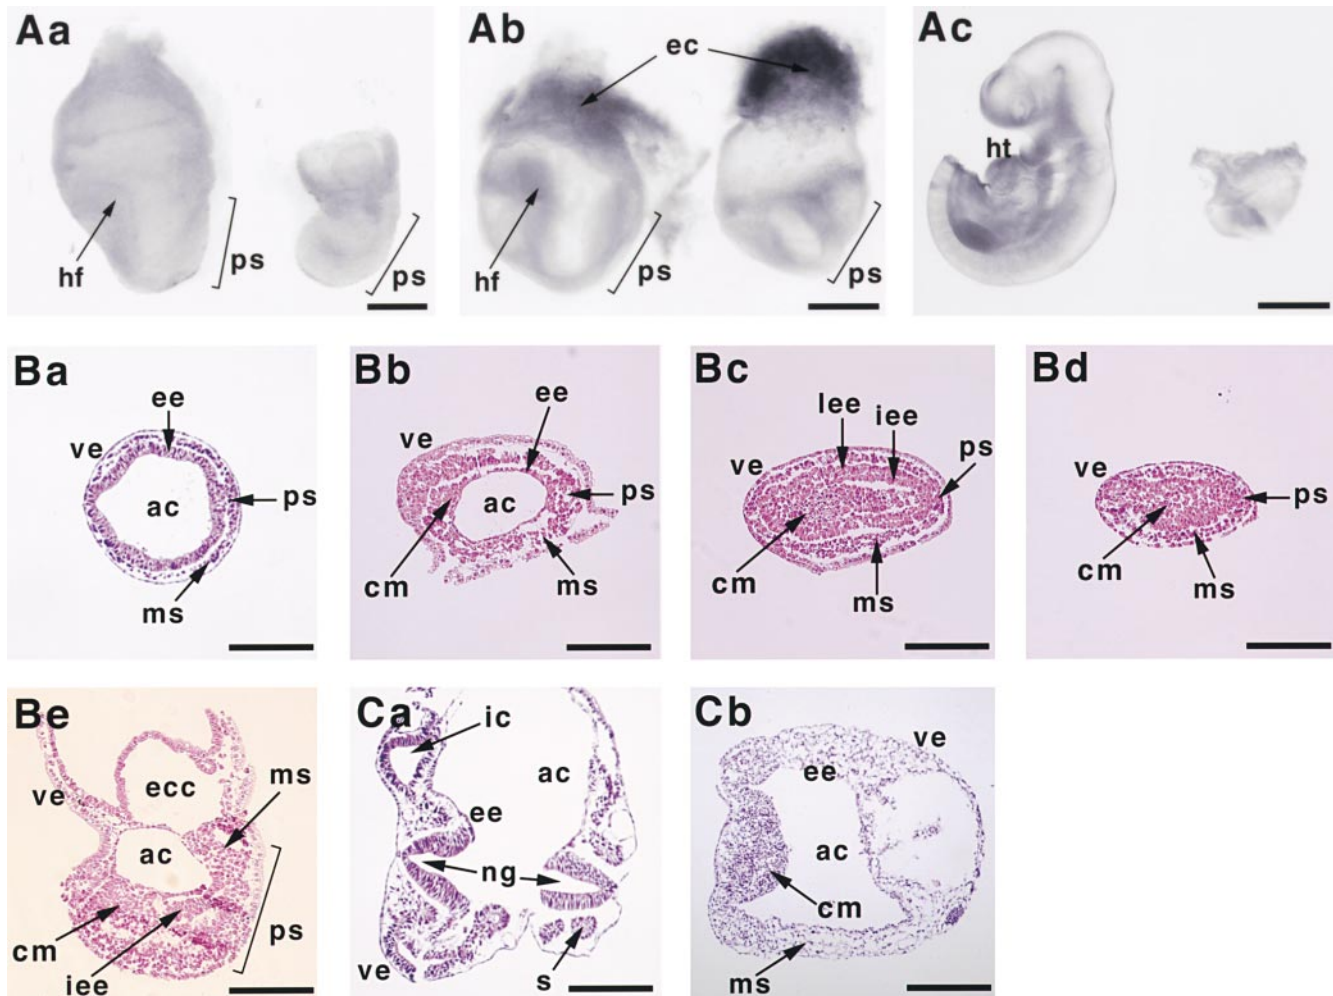 Aa
hf
ps
ps
Ab
ec
hf
ps
ps
Ac
ht
Ba
ee
ve
ac
ps
ms
Bb
ee
ve
ac
ps
cm
ms
Bc
lee
iee
ve
ps
cm
ms
Bd
ve
ps
cm
ms
Be
ve
ecc
ms
ac
cm
ps
iee
Ca
ic
ac
ee
ng
ve
s
Cb
ve
ee
ac
cm
ms